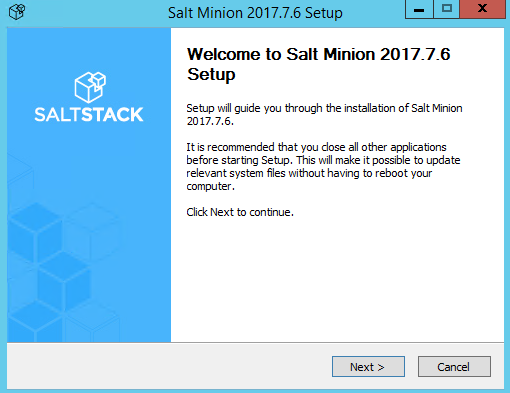 Salt Minion 2017.7.6 Setup
SALTSTACK
Welcome to Salt Minion 2017.7.6
Setup
Setup will guide you through the installation of Salt Minion
2017.7.6.
It is recommended that you close all other applications
before starting Setup. This will make it possible to update
relevant system files without having to reboot your
computer.
Click Next to continue.
Next >
Cancel